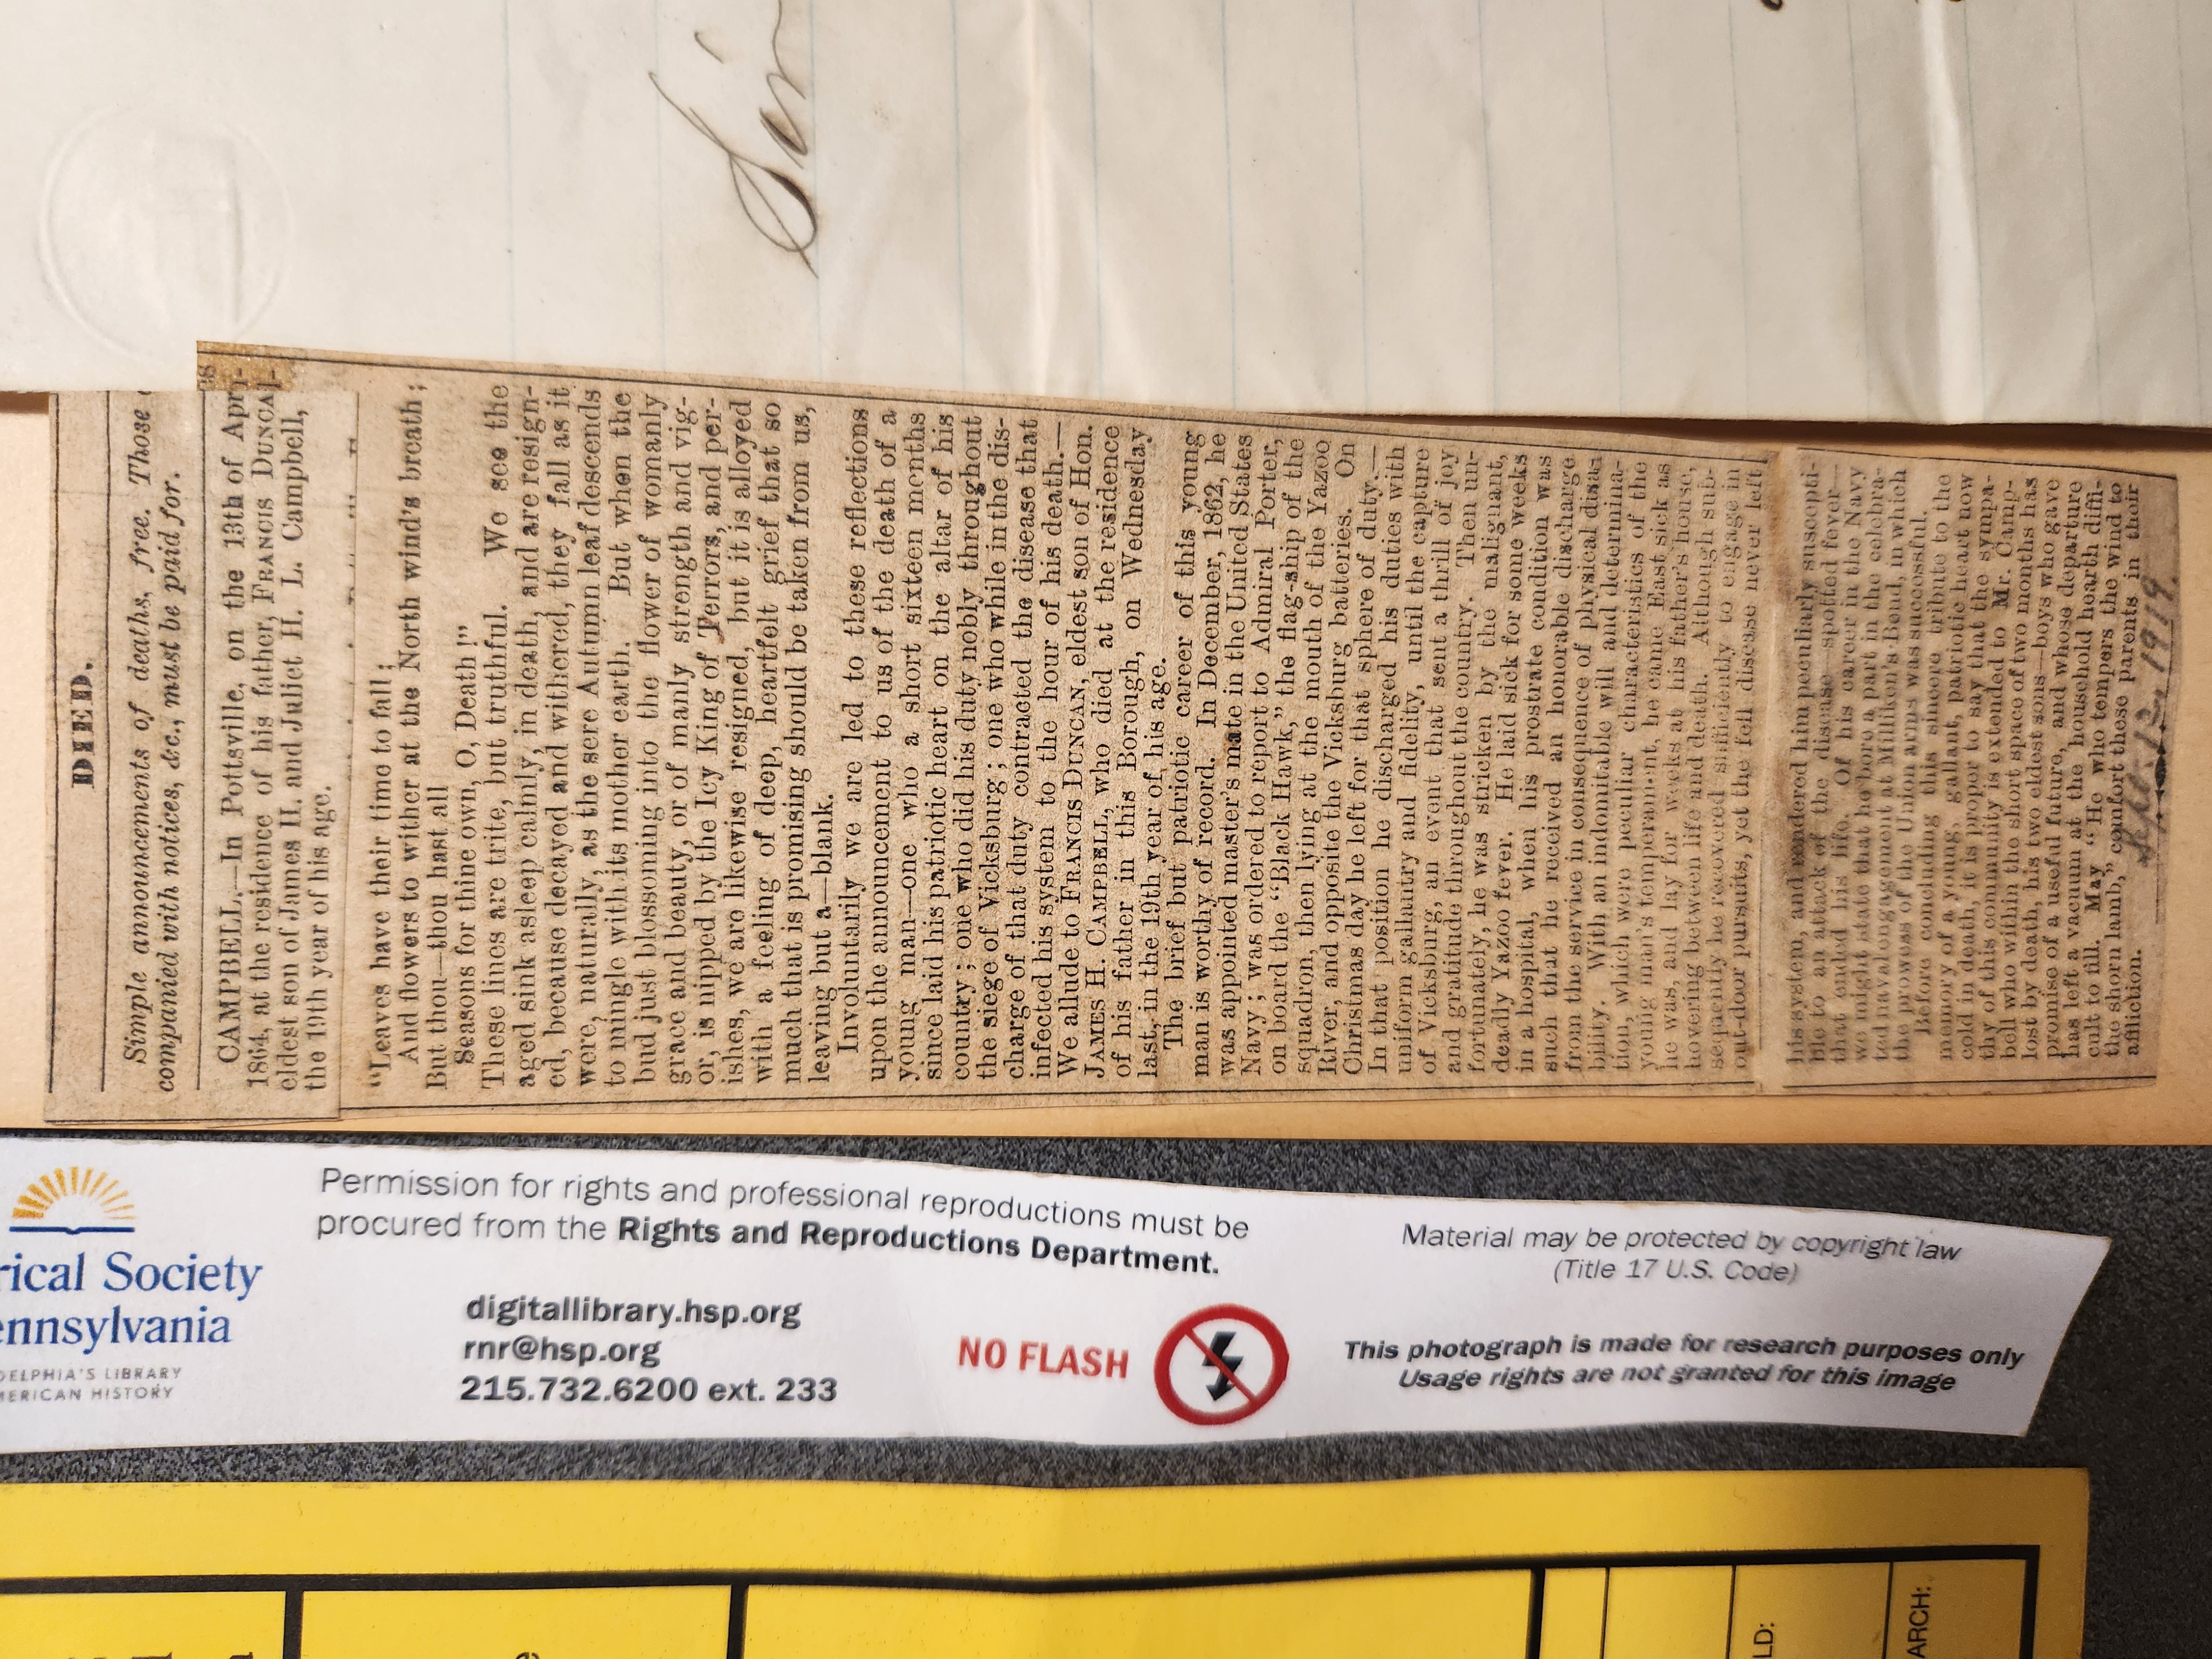 DIED.
Simple announcements of deaths, free. Those
companied with notices, &c., must be paid for.
CAMPBELL.—In Pottsville, on the 13th of Apr
1864, at the residence of his father, FRANCIS DUNCA
eldest son of James H. and Juliet H. L. Campbell,
the 19th year of his age.
"Leaves have their time to fall;
And flowers to wither at the North wind's breath;
But thou—thou hast all
Seasons for thine own, O, Death!"
These lines are trite, but truthful. We see the
aged sink asleep calmly, in death, and are resign-
ed, because decayed and withered, they fall as it
were, naturally, as the sere Autumn leaf descends
to mingle with its mother earth. But when the
bud just blossoming into the flower of womanly
grace and beauty, or of manly strength and vig-
or, is nipped by the Icy King of Terrors, and per-
ishes, we are likewise resigned, but it is alloyed
with a feeling of deep, heartfelt grief that so
much that is promising should be taken from us,
leaving but a—blank.
Involuntarily we are led to these reflections
upon the announcement to us of the death of a
young man—one who a short sixteen months
since laid his patriotic heart on the altar of his
country; one who did his duty nobly throughout
the siege of Vicksburg; one who while in the dis-
charge of that duty contracted the disease that
infected his system to the hour of his death.—
We allude to FRANCIS DUNCAN, eldest son of Hon.
JAMES H. CAMPBELL, who died at the residence
of his father in this Borough, on Wednesday
last, in the 19th year of his age.
The brief but patriotic career of this young
man is worthy of record. In December, 1862, he
was appointed master's mate in the United States
Navy; was ordered to report to Admiral Porter,
on board the "Black Hawk," the flag-ship of the
squadron, then lying at the mouth of the Yazoo
River, and opposite the Vicksburg batteries. On
Christmas day he left for that sphere of duty.—
In that position he discharged his duties with
uniform gallantry and fidelity, until the capture
of Vicksburg, an event that sent a thrill of joy
and gratitude throughout the country. Then un-
fortunately, he was stricken by the malignant,
deadly Yazoo fever. He laid sick for some weeks
in a hospital, when his prostrate condition was
such that he received an honorable discharge
from the service in consequence of physical disa-
bility. With an indomitable will and determina-
tion, which were peculiar characteristics of the
young man's temperament, he came East sick as
he was, and lay for weeks at his father's house,
hovering between life and death. Although sub-
sequently he recovered sufficiently to engage in
out-door pursuits, yet the fell disease never left
his system, and rendered him peculiarly suscepti-
ble to an attack of the disease—spotted fever—
that ended his life. Of his career in the Navy
we might state that he bore a part in the celebra-
ted naval engagement at Milliken's Bend, in which
the prowess of the Union arms was successful.
Before concluding this sincere tribute to the
memory of a young, gallant, patriotic heart now
cold in death, it is proper to say that the sympa-
thy of this community is extended to Mr. Camp-
bell who within the short space of two months has
lost by death, his two eldest sons—boys who gave
promise of a useful future, and whose departure
has left a vacuum at the household hearth diffi-
cult to fill. May "He who tempers the wind to
the shorn lamb," comfort these parents in their
affliction.
Sept. 13, 1919.
Sir
rical Society
ennsylvania
DELPHIA'S LIBRARY
MERICAN HISTORY
Permission for rights and professional reproductions must be
procured from the Rights and Reproductions Department.
digitallibrary.hsp.org
rnr@hsp.org
215.732.6200 ext. 233
NO FLASH
Material may be protected by copyright law
(Title 17 U.S. Code)
This photograph is made for research purposes only
Usage rights are not granted for this image
LD:
ARCH: